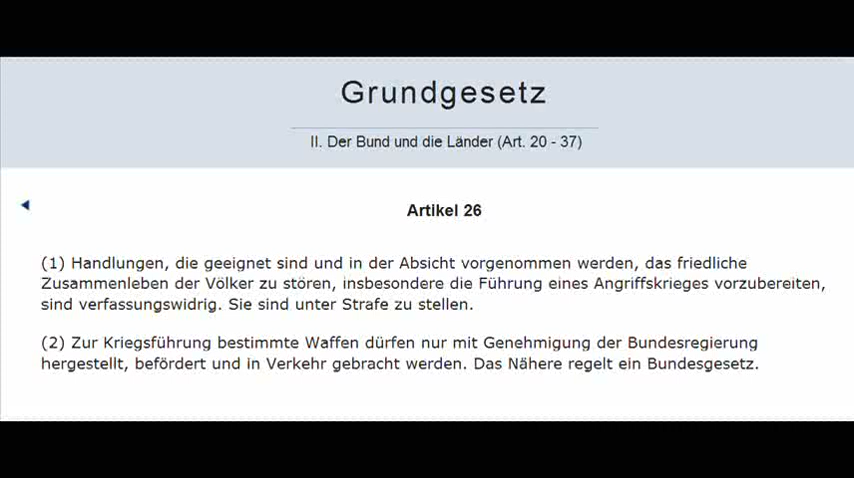 Grundgesetz
II. Der Bund und die Länder (Art. 20 - 37)
Artikel 26
(1) Handlungen, die geeignet sind und in der Absicht vorgenommen werden, das friedliche
Zusammenleben der Völker zu stören, insbesondere die Führung eines Angriffskrieges vorzubereiten,
sind verfassungswidrig. Sie sind unter Strafe zu stellen.
(2) Zur Kriegsführung bestimmte Waffen dürfen nur mit Genehmigung der Bundesregierung
hergestellt, befördert und in Verkehr gebracht werden. Das Nähere regelt ein Bundesgesetz.